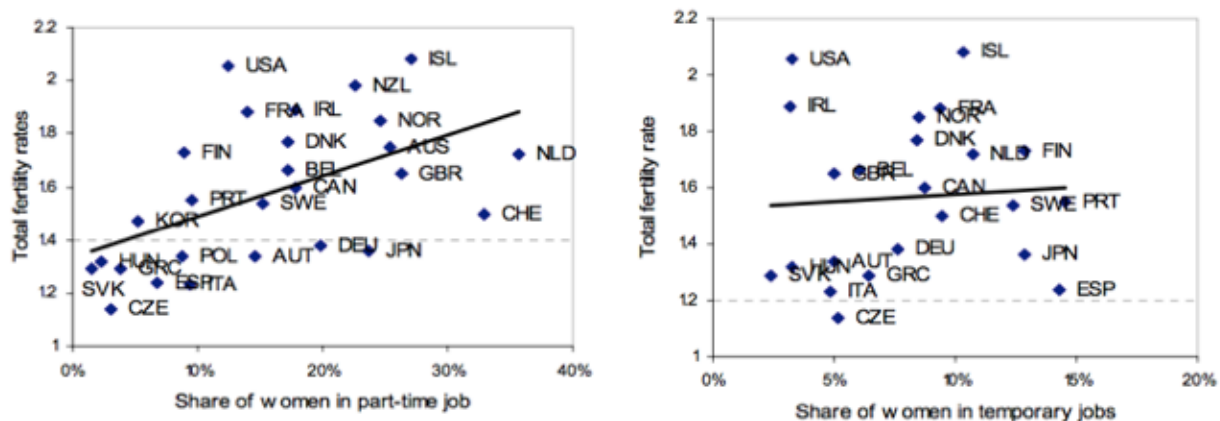 2.2
2
1.8
1.6
1.4
1.2
1
Total fertility rates
USA
ISL
NZL
FRA
IRL
NOR
FIN
DNK
AUS
NLD
BEL
GBR
PRT
CAN
KOR
SWE
CHE
HUN
POL
AUT
DEU
JPN
SVK
GRC
ESP
ITA
CZE
0%
10%
20%
30%
40%
Share of women in part-time job
2.2
2
1.8
1.6
1.4
1.2
1
Total fertility rate
USA
ISL
IRL
FRA
NOR
DNK
NLD
FIN
GBR
BEL
CAN
PRT
SWE
CHE
DEU
JPN
SVK
HUN
AUT
GRC
ITA
ESP
CZE
0%
5%
10%
15%
20%
Share of women in temporary jobs